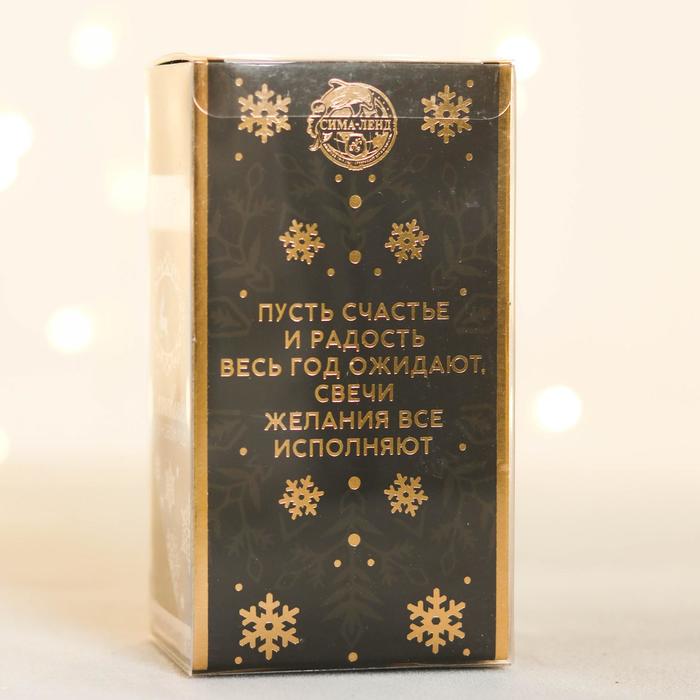 СИМА-ЛЕНД
ПУСТЬ СЧАСТЬЕ
И РАДОСТЬ
ВЕСЬ ГОД ОЖИДАЮТ,
СВЕЧИ
ЖЕЛАНИЯ ВСЕ
ИСПОЛНЯЮТ